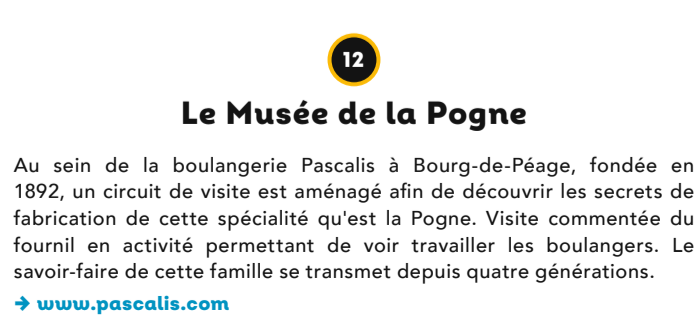 12
Le Musée de la Pogne
Au sein de la boulangerie Pascalis à Bourg-de-Péage, fondée en
1892, un circuit de visite est aménagé afin de découvrir les secrets de
fabrication de cette spécialité qu'est la Pogne. Visite commentée du
fournil en activité permettant de voir travailler les boulangers. Le
savoir-faire de cette famille se transmet depuis quatre générations.
→ www.pascalis.com